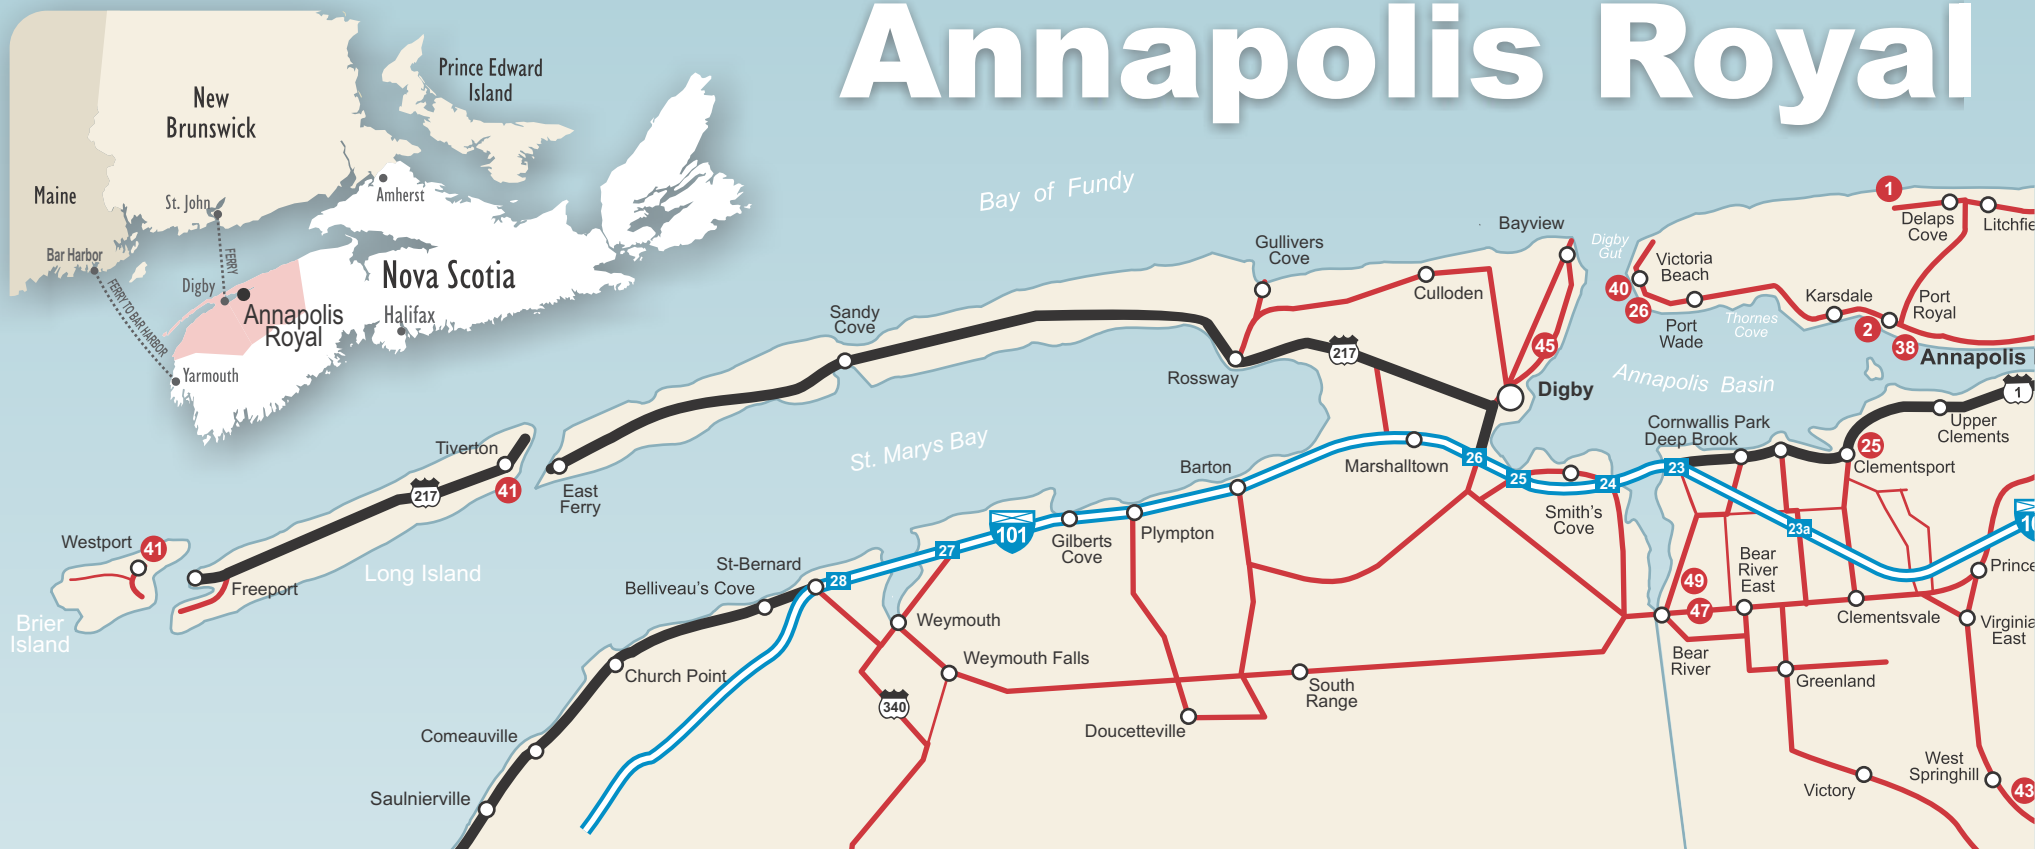 Annapolis Royal
Prince Edward
Island
New
Brunswick
Maine
St. John
Amherst
Bar Harbor
FERRY
FERRY TO BAR HARBOR
Digby
Nova Scotia
Annapolis
Royal
Halifax
Yarmouth
Bay of Fundy
Bayview
Digby
Gut
Gullivers
Cove
Culloden
Victoria
Beach
40
26
Port
Wade
Thornes
Cove
Karsdale
2
Port
Royal
38
1
Delaps
Cove
Litchfie
Annapolis
Sandy
Cove
Rossway
217
45
Digby
Annapolis Basin
1
Upper
Clements
Cornwallis Park
Deep Brook
25
Clementsport
Tiverton
217
41
East
Ferry
St. Marys Bay
Barton
Marshalltown
26
25
24
23
Smith's
Cove
23a
10
Westport
41
Freeport
Long Island
Brier
Island
St-Bernard
Belliveau's Cove
28
27
101
Gilberts
Cove
Plympton
Bear
River
East
49
47
Prince
Clementsvale
Virginia
East
Weymouth
Weymouth Falls
Church Point
340
South
Range
Doucetteville
Bear
River
Greenland
Comeauville
Saulnierville
West
Springhill
Victory
43